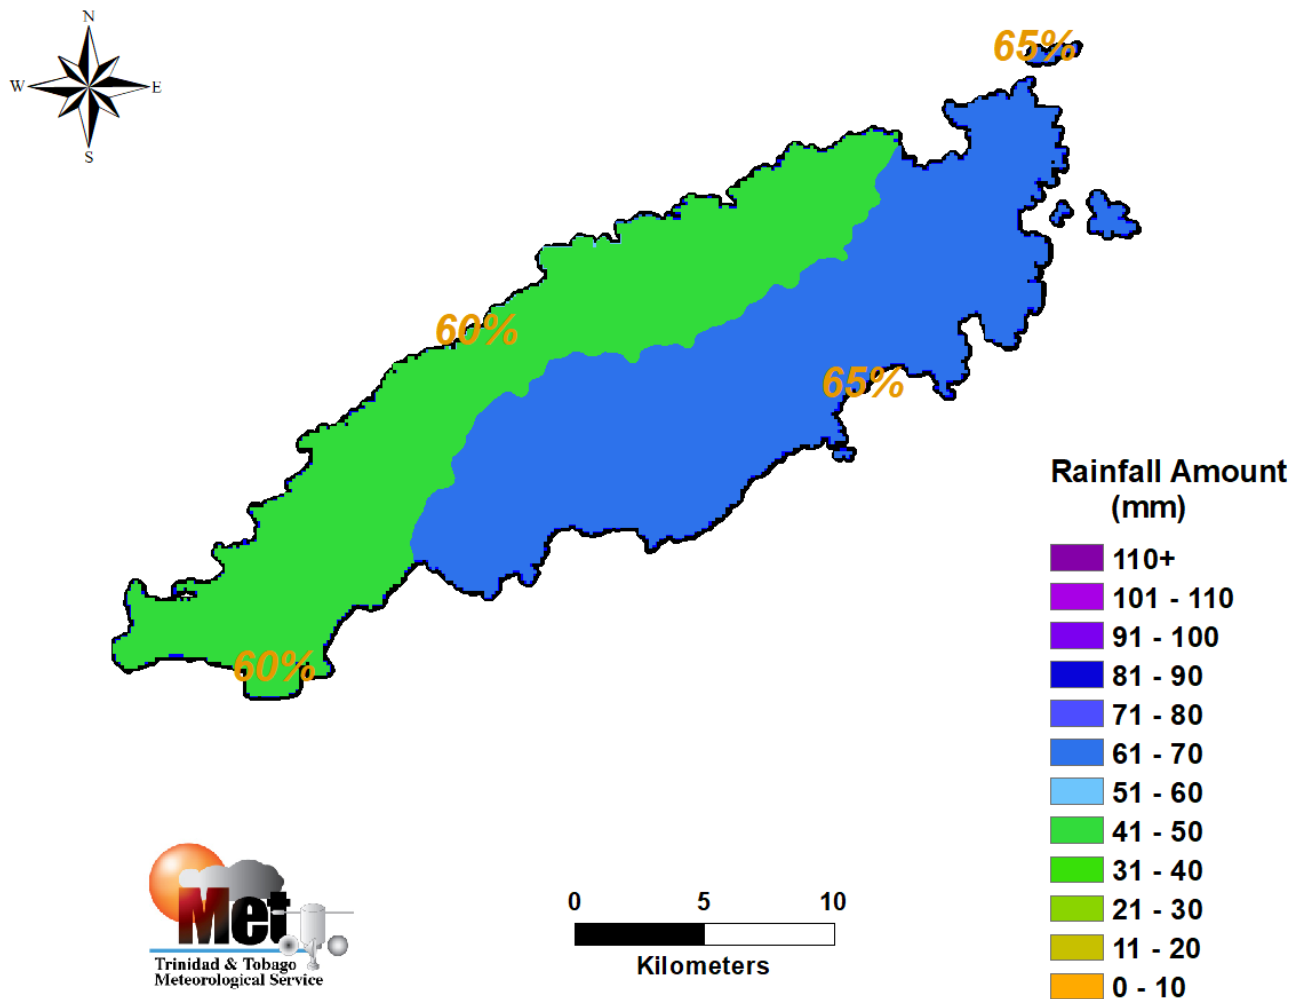 N
W
E
S
65%
60%
65%
60%
Rainfall Amount
(mm)
110+
101 - 110
91 - 100
81 - 90
71 - 80
61 - 70
51 - 60
41 - 50
31 - 40
21 - 30
11 - 20
0 - 10
0 5 10
Kilometers
Met
Trinidad & Tobago
Meteorological Service